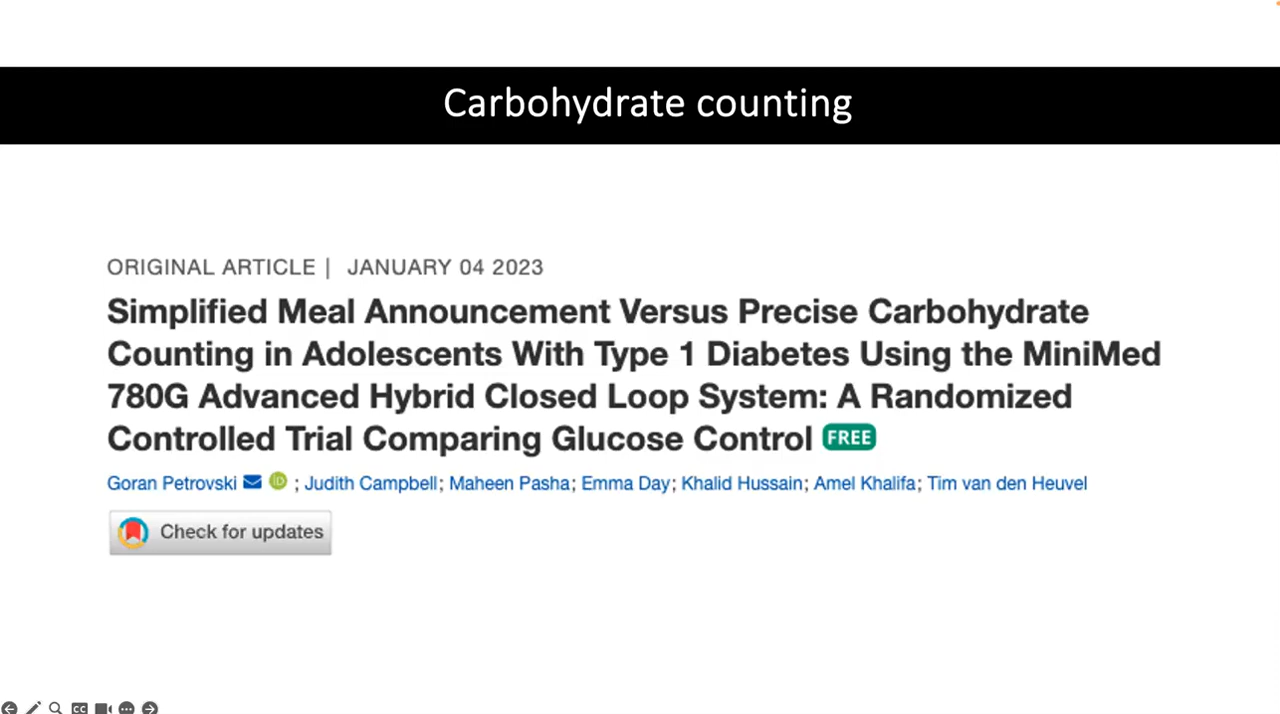 Carbohydrate counting
ORIGINAL ARTICLE | JANUARY 04 2023
Simplified Meal Announcement Versus Precise Carbohydrate
Counting in Adolescents With Type 1 Diabetes Using the MiniMed
780G Advanced Hybrid Closed Loop System: A Randomized
Controlled Trial Comparing Glucose Control FREE
Goran Petrovski iD ; Judith Campbell; Maheen Pasha; Emma Day; Khalid Hussain; Amel Khalifa; Tim van den Heuvel
Check for updates
CC